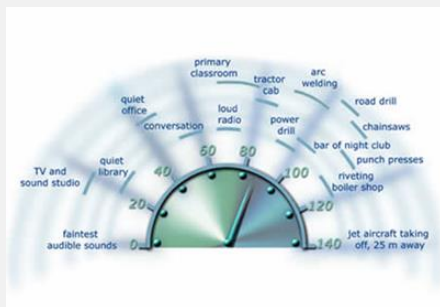 primary
classroom
tractor
cab
arc
welding
quiet
office
loud
radio
road drill
conversation
power
drill
chainsaws
60
80
bar of night club
TV and
sound studio
quiet
library
40
100
punch presses
riveting
boiler shop
20
120
faintest
audible sounds
0
140
jet aircraft taking
off, 25 m away